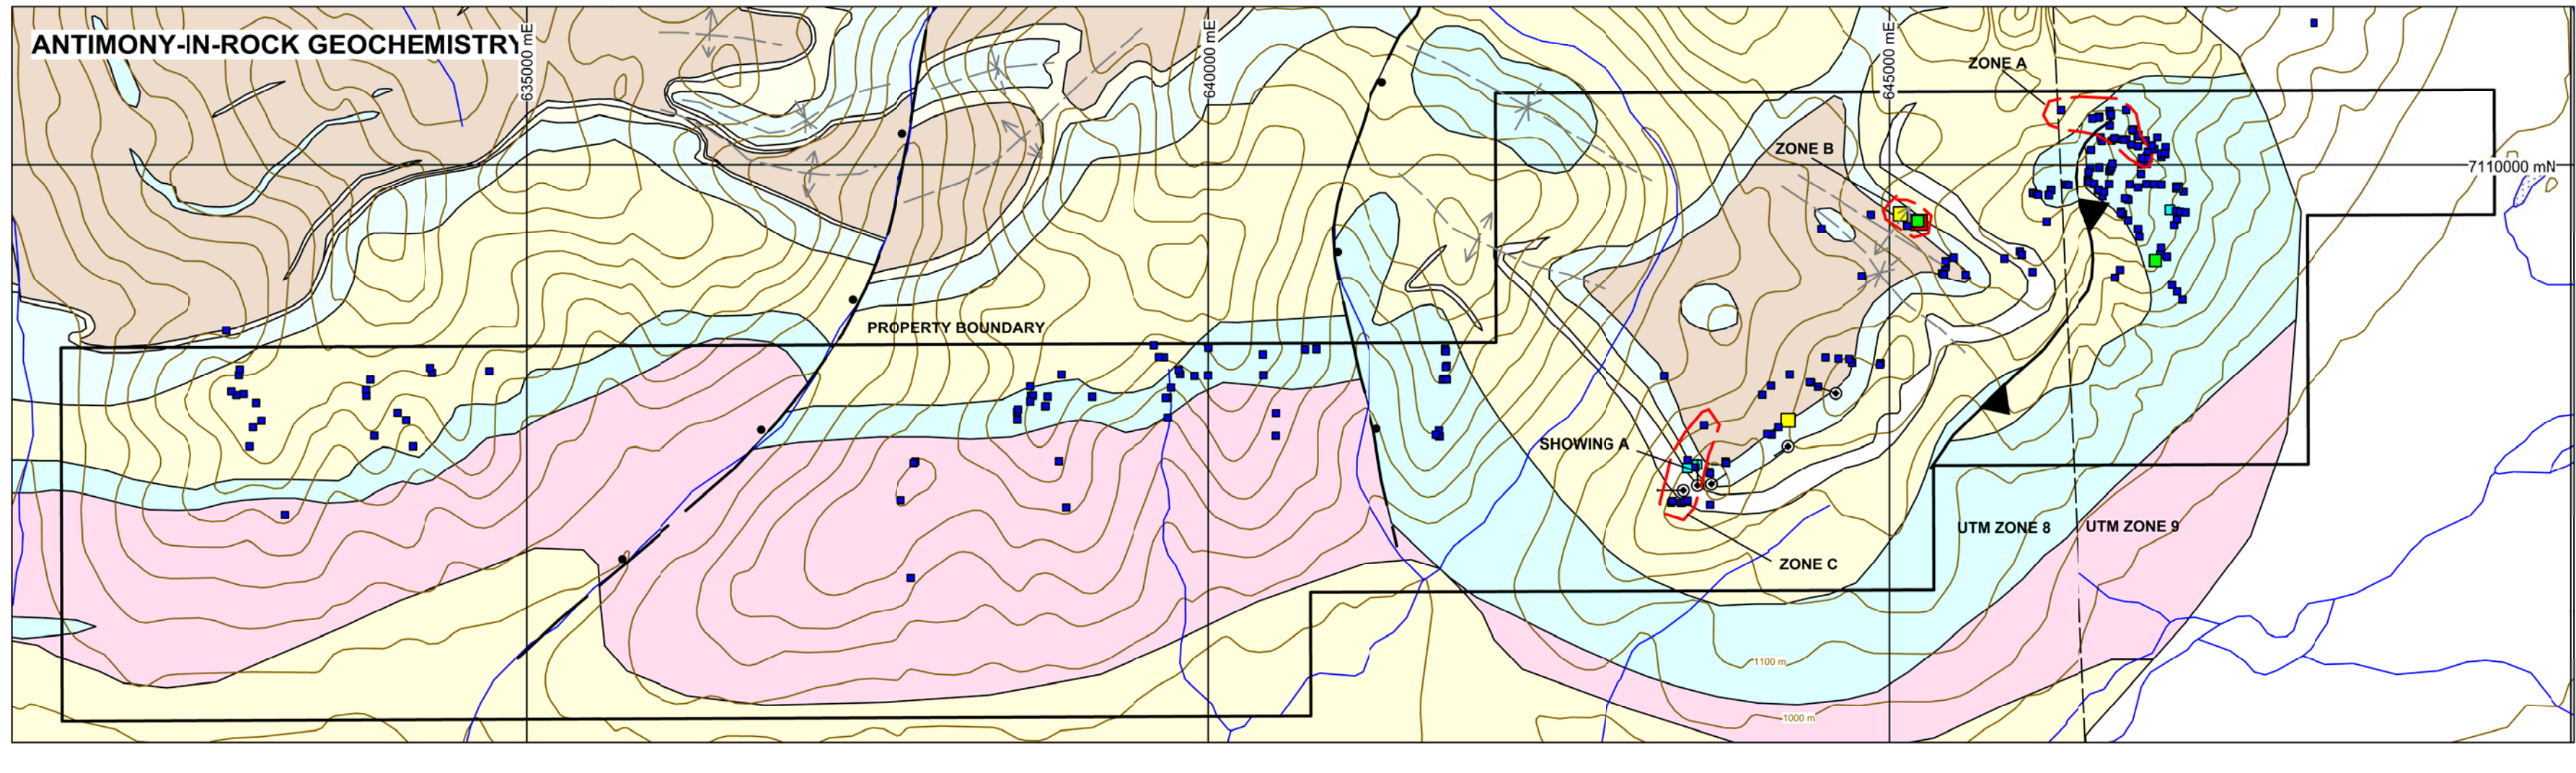 ANTIMONY-IN-ROCK GEOCHEMISTRY
635000 mE
640000 mE
645000 mE
ZONE A
ZONE B
7110000 mN
PROPERTY BOUNDARY
SHOWING A
UTM ZONE 8
UTM ZONE 9
ZONE C
1100 m
1000 m